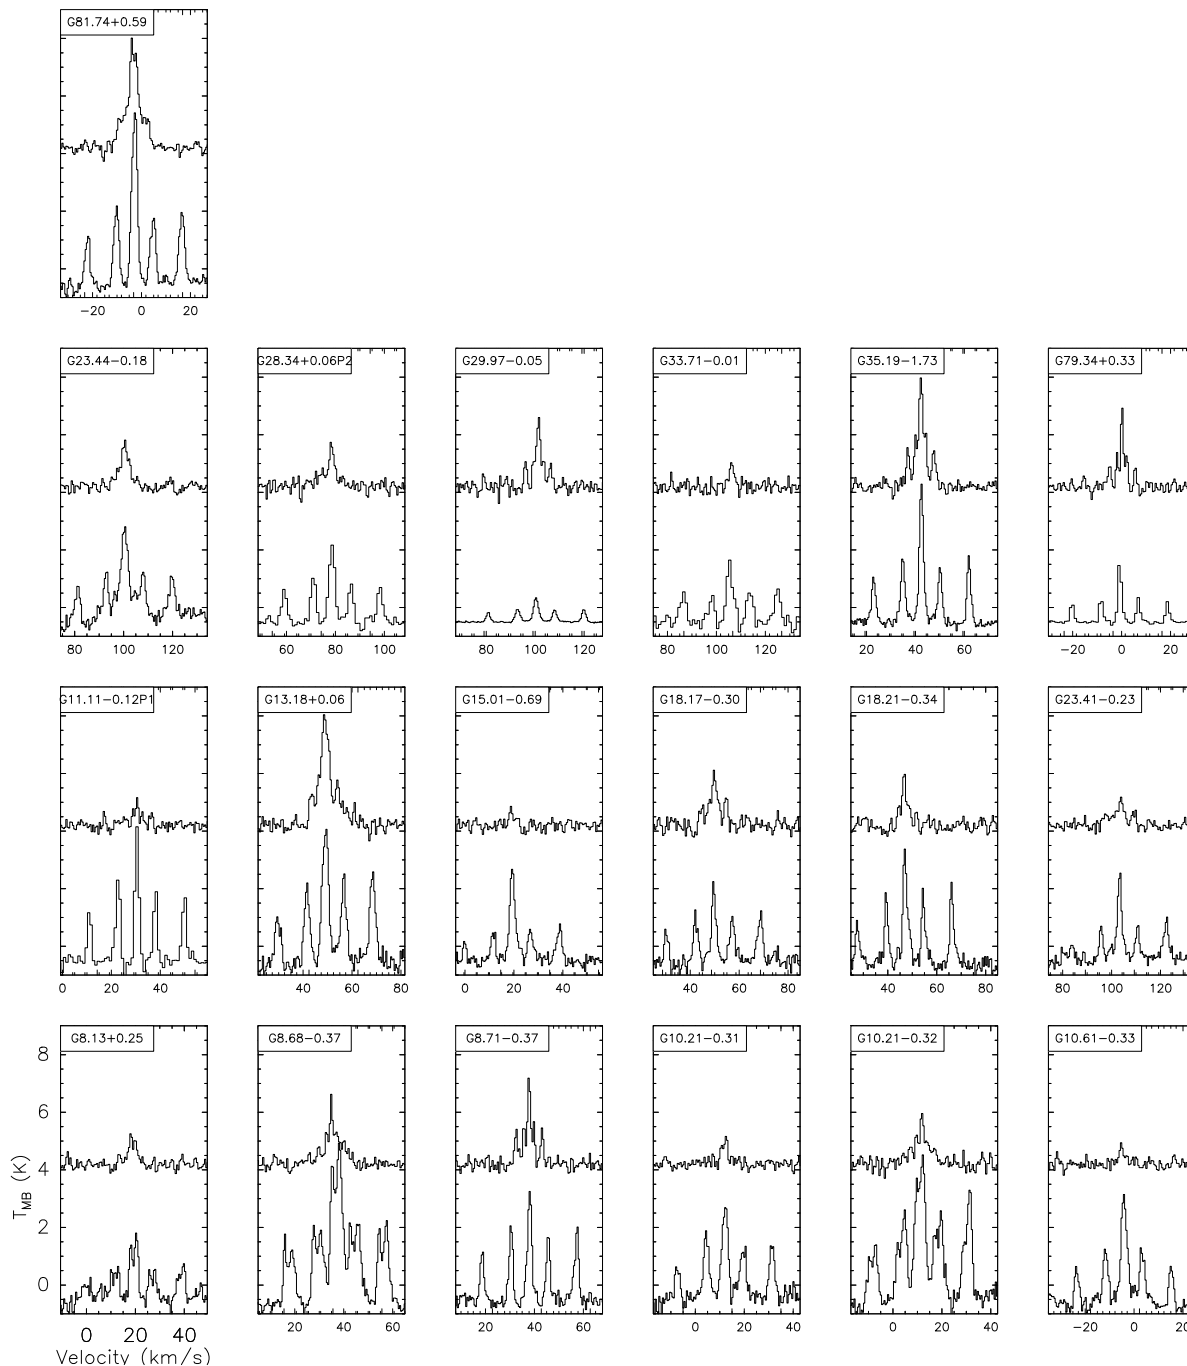 G81.74+0.59
−20 0 20
G23.44−0.18 G28.34+0.06P2 G29.97−0.05 G33.71−0.01 G35.19−1.73 G79.34+0.33
80 100 120 60 80 100 80 100 120 80 100 120 20 40 60 −20 0 20
G11.11−0.12P1 G13.18+0.06 G15.01−0.69 G18.17−0.30 G18.21−0.34 G23.41−0.23
0 20 40 40 60 80 0 20 40 40 60 80 40 60 80 80 100 120
G8.13+0.25 G8.68−0.37 G8.71−0.37 G10.21−0.31 G10.21−0.32 G10.61−0.33
8
6
4
2
0
T_MB (K)
0 20 40 20 40 60 20 40 60 0 20 40 0 20 40 −20 0 20
Velocity (km/s)